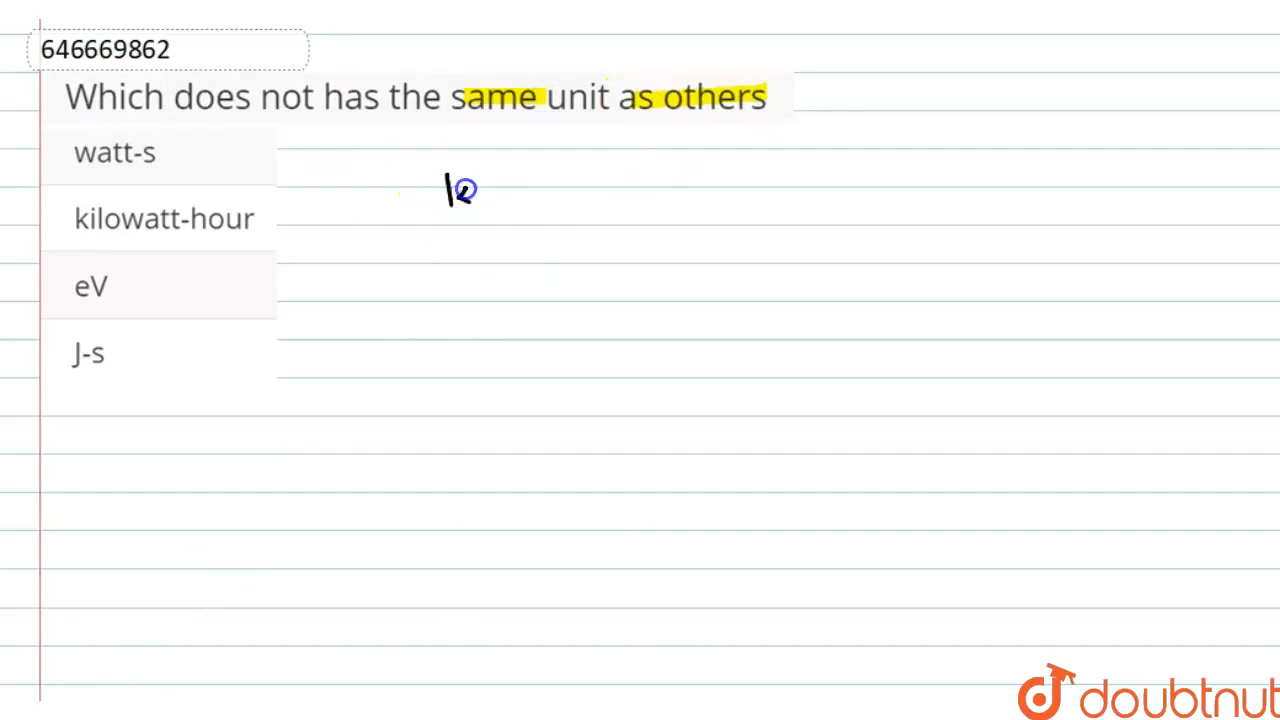 646669862
Which does not has the same unit as others
watt-s
kilowatt-hour
eV
J-s
doubtnut